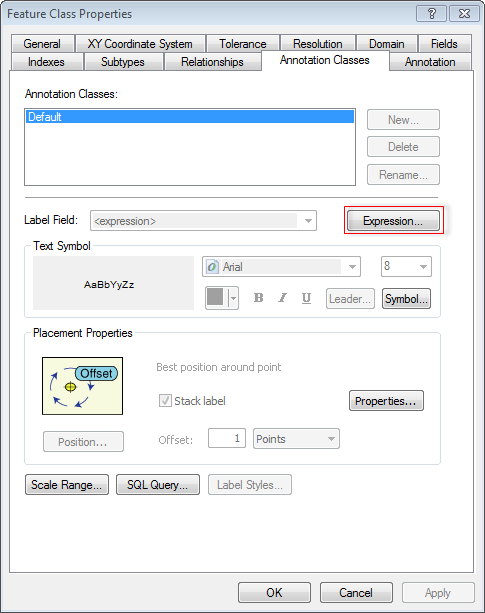 Feature Class Properties
General XY Coordinate System Tolerance Resolution Domain Fields
Indexes Subtypes Relationships Annotation Classes Annotation
Annotation Classes:
Default
New...
Delete
Rename...
Label Field: <expression> Expression...
Text Symbol
AaBbYyZz
Arial 8
B I U Leader... Symbol...
Placement Properties
Offset
Best position around point
Stack label
Properties...
Position... Offset: 1 Points
Scale Range... SQL Query... Label Styles...
OK Cancel Apply